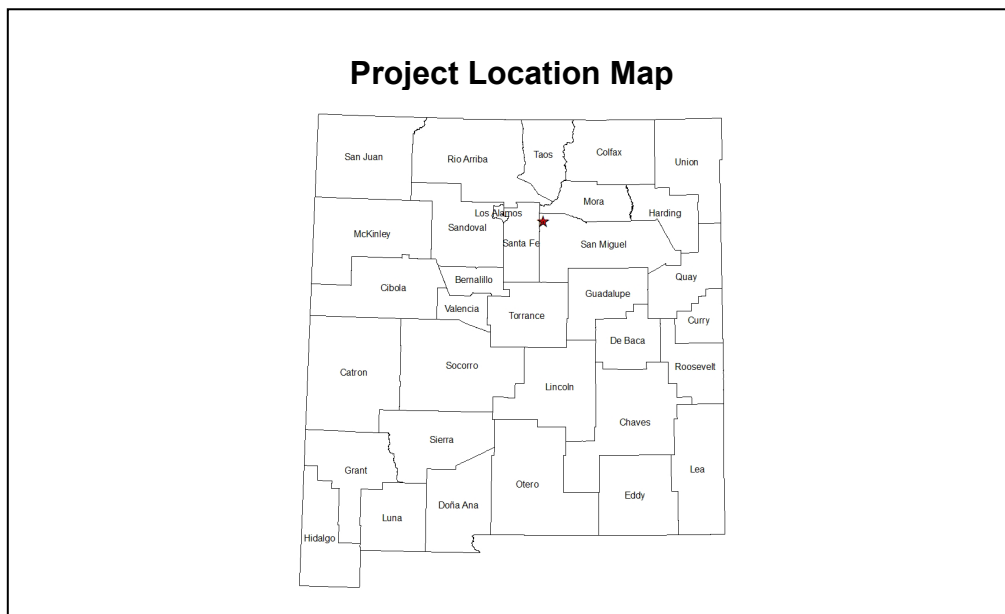 Project Location Map
San Juan
Rio Arriba
Taos
Colfax
Union
Mora
Harding
Los Alamos
Sandoval
Santa Fe
San Miguel
McKinley
Bernalillo
Cibola
Quay
Guadalupe
Valencia
Torrance
Curry
De Baca
Roosevelt
Socorro
Catron
Lincoln
Chaves
Sierra
Grant
Lea
Otero
Eddy
Doña Ana
Luna
Hidalgo